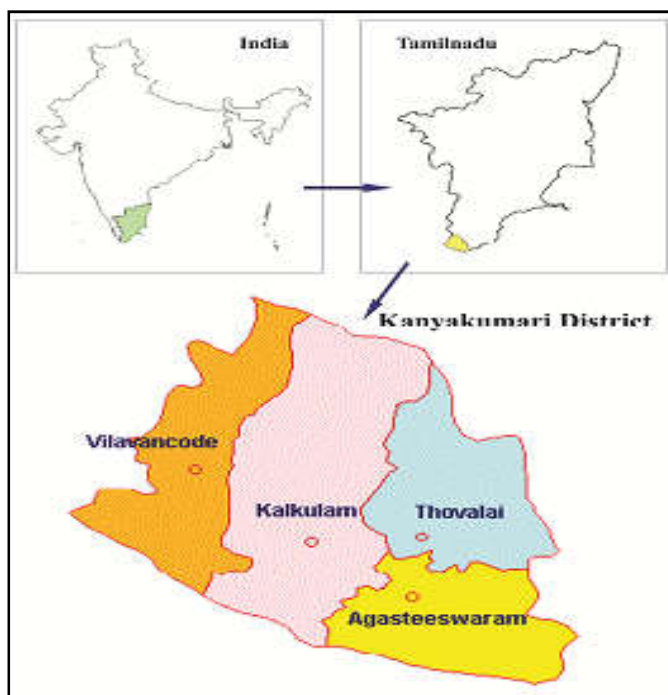 India
Tamilnadu
Kanyakumari District
Vilavancode
Kalkulam
Thovalai
Agasteeswaram